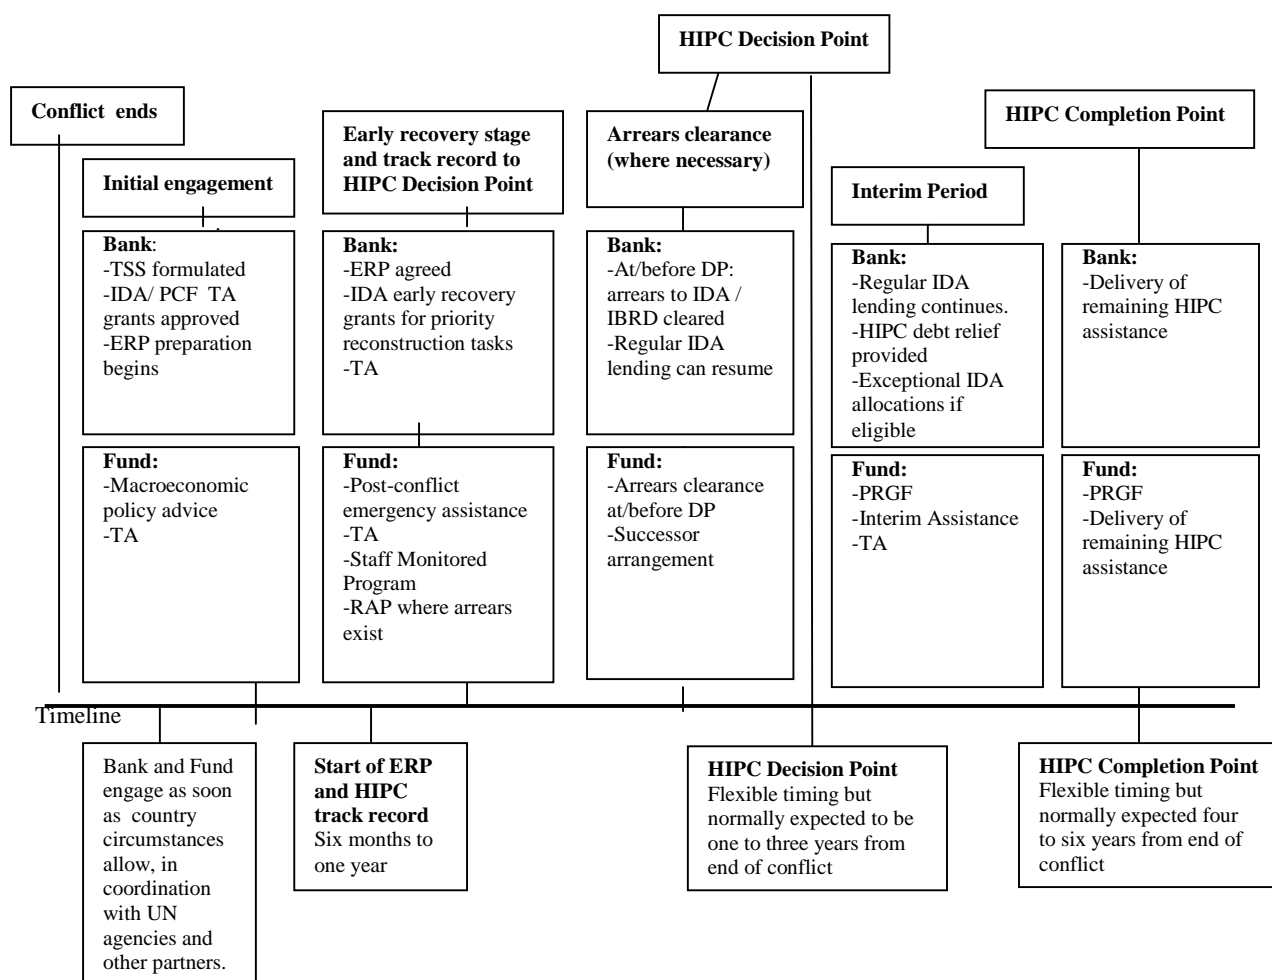 HIPC Decision Point
Conflict ends
HIPC Completion Point
Early recovery stage
and track record to
HIPC Decision Point
Arrears clearance
(where necessary)
Initial engagement
Interim Period
Bank:
-TSS formulated
-IDA/ PCF TA
grants approved
-ERP preparation
begins
Bank:
-ERP agreed
-IDA early recovery
grants for priority
reconstruction tasks
-TA
Bank:
-At/before DP:
arrears to IDA /
IBRD cleared
-Regular IDA
lending can resume
Bank:
-Regular IDA
lending continues.
-HIPC debt relief
provided
-Exceptional IDA
allocations if
eligible
Bank:
-Delivery of
remaining HIPC
assistance
Fund:
-Macroeconomic
policy advice
-TA
Fund:
-Post-conflict
emergency assistance
-TA
-Staff Monitored
Program
-RAP where arrears
exist
Fund:
-Arrears clearance
at/before DP
-Successor
arrangement
Fund:
-PRGF
-Interim Assistance
-TA
Fund:
-PRGF
-Delivery of
remaining HIPC
assistance
Timeline
Bank and Fund
engage as soon
as country
circumstances
allow, in
coordination
with UN
agencies and
other partners.
Start of ERP
and HIPC
track record
Six months to
one year
HIPC Decision Point
Flexible timing but
normally expected to be
one to three years from
end of conflict
HIPC Completion Point
Flexible timing but
normally expected four
to six years from end of
conflict